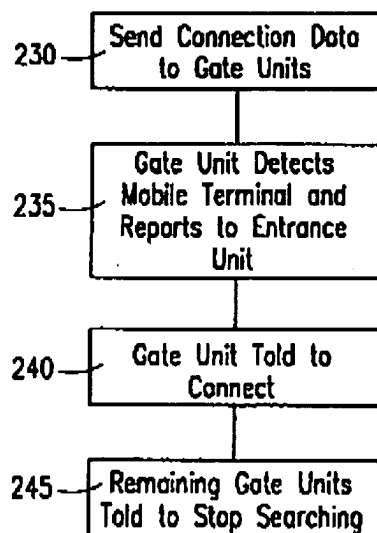 230
Send Connection Data
to Gate Units
235
Gate Unit Detects
Mobile Terminal and
Reports to Entrance
Unit
240
Gate Unit Told to
Connect
245
Remaining Gate Units
Told to Stop Searching